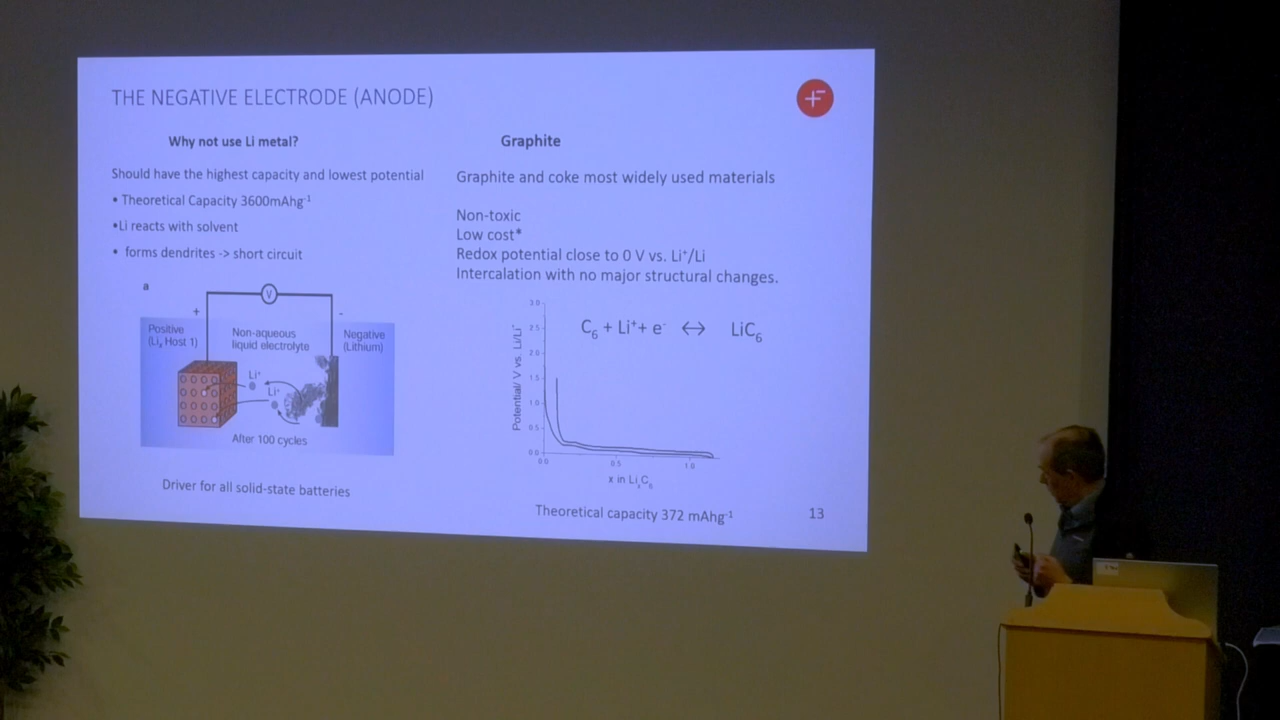 THE NEGATIVE ELECTRODE (ANODE)
Why not use Li metal?
Should have the highest capacity and lowest potential
• Theoretical Capacity 3600mAhg⁻¹
•Li reacts with solvent
• forms dendrites -> short circuit
a
V
+
-
Positive
(Liₓ Host 1)
Non-aqueous
liquid electrolyte
Negative
(Lithium)
Li⁺
Li⁺
After 100 cycles
Driver for all solid-state batteries
Graphite
Graphite and coke most widely used materials
Non-toxic
Low cost*
Redox potential close to 0 V vs. Li⁺/Li
Intercalation with no major structural changes.
C₆ + Li⁺+ e⁻ ↔ LiC₆
Potential/ V vs. Li/Li⁺
3.0
2.5
2.0
1.5
1.0
0.5
0.0
0.0
0.5
1.0
x in LiₓC₆
Theoretical capacity 372 mAhg⁻¹
13